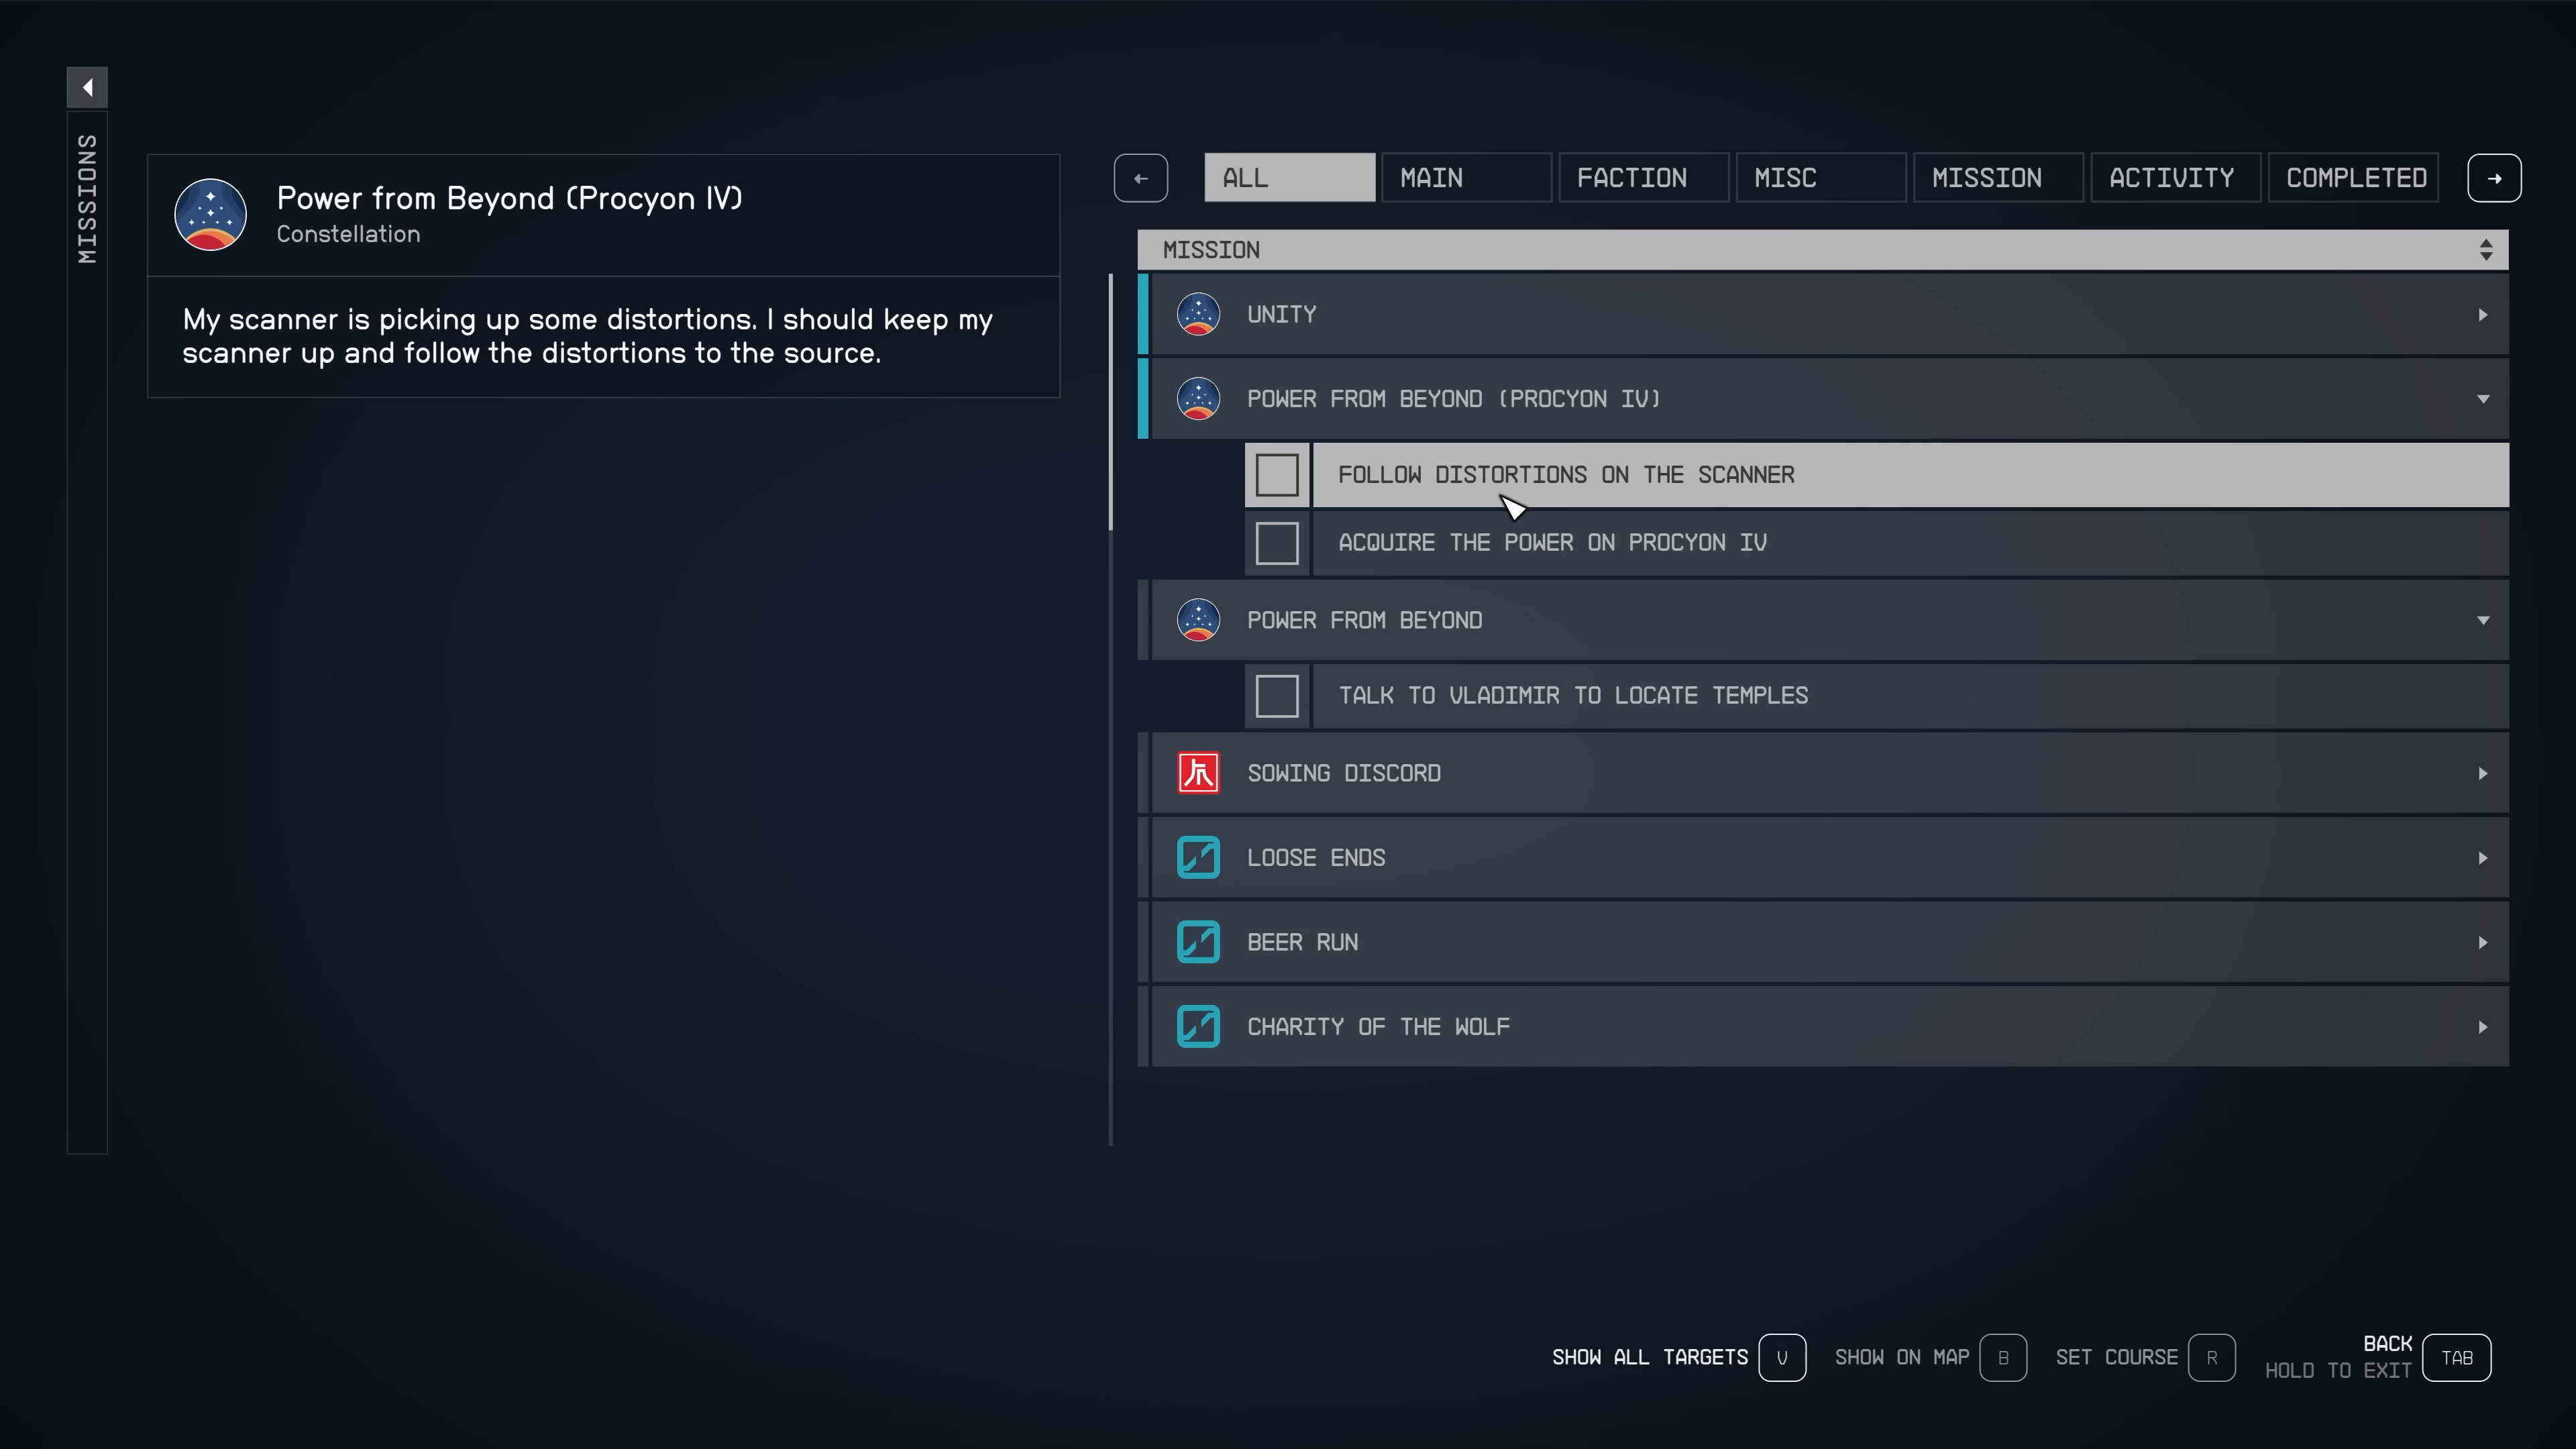 MISSIONS
Power from Beyond (Procyon IV)
Constellation
My scanner is picking up some distortions. I should keep my
scanner up and follow the distortions to the source.
ALL
MAIN
FACTION
MISC
MISSION
ACTIVITY
COMPLETED
MISSION
UNITY
POWER FROM BEYOND (PROCYON IV)
FOLLOW DISTORTIONS ON THE SCANNER
ACQUIRE THE POWER ON PROCYON IV
POWER FROM BEYOND
TALK TO VLADIMIR TO LOCATE TEMPLES
SOWING DISCORD
LOOSE ENDS
BEER RUN
CHARITY OF THE WOLF
SHOW ALL TARGETS V
SHOW ON MAP B
SET COURSE R
BACK
HOLD TO EXIT
TAB